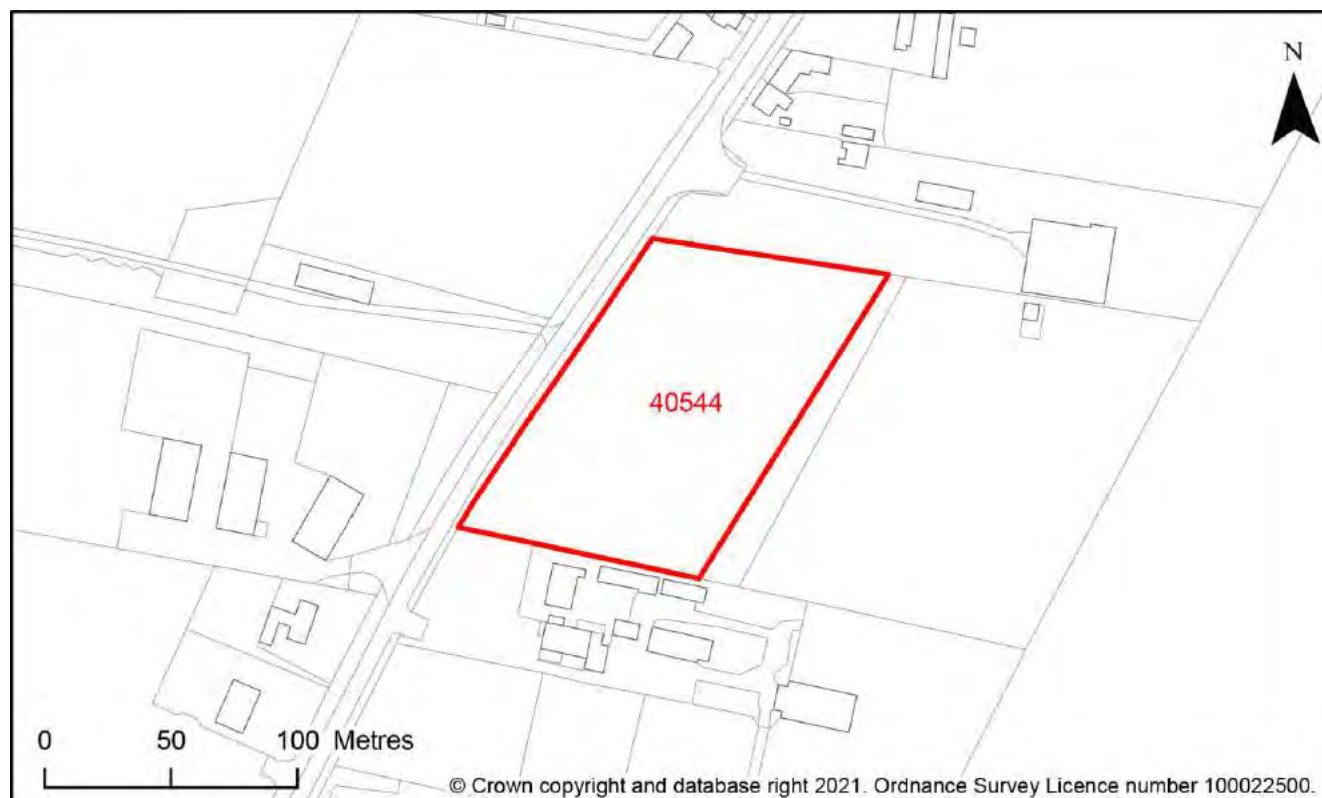 N
40544
0 50 100 Metres
© Crown copyright and database right 2021. Ordnance Survey Licence number 100022500.